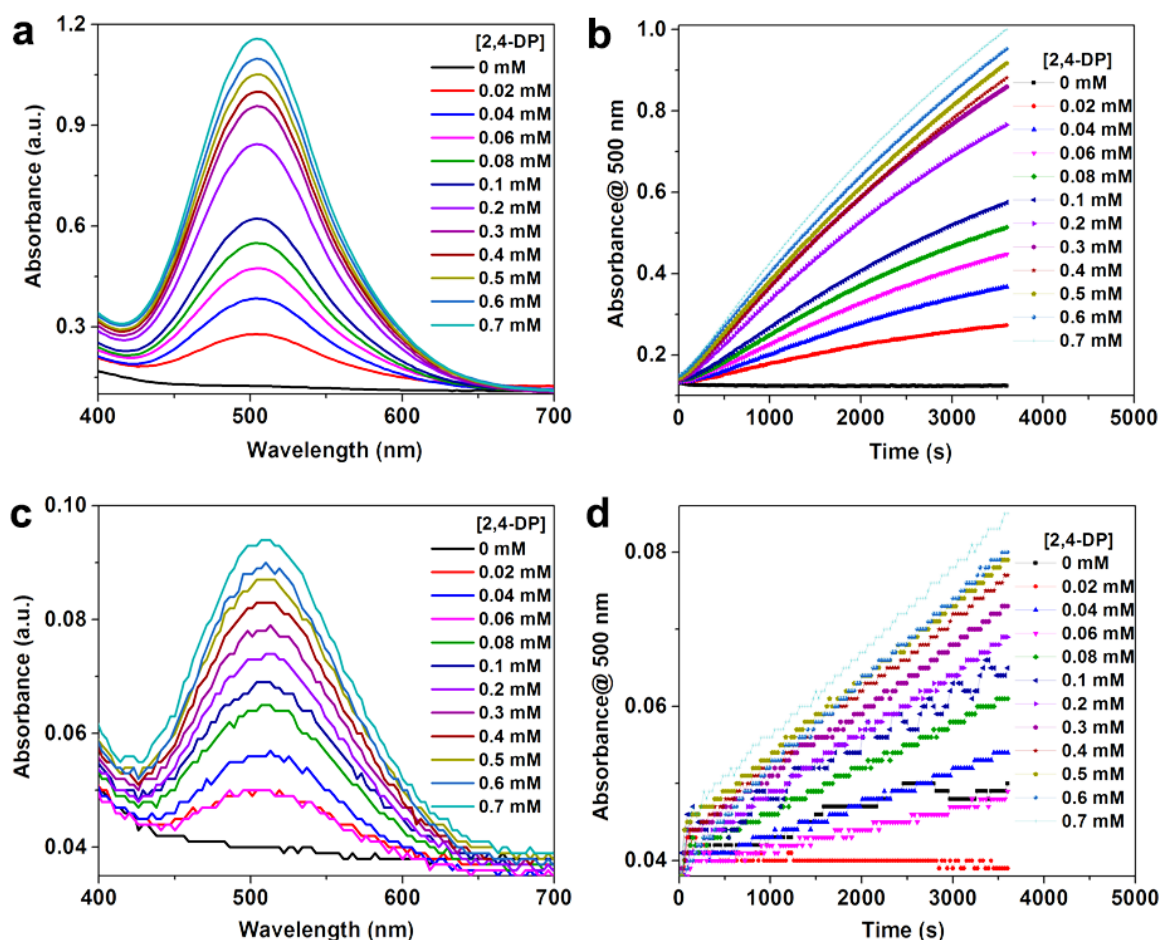 a
Absorbance (a.u.)
1.2
0.9
0.6
0.3
400
500
600
700
Wavelength (nm)
[2,4-DP]
0 mM
0.02 mM
0.04 mM
0.06 mM
0.08 mM
0.1 mM
0.2 mM
0.3 mM
0.4 mM
0.5 mM
0.6 mM
0.7 mM
b
Absorbance@ 500 nm
1.0
0.8
0.6
0.4
0.2
0
1000
2000
3000
4000
5000
Time (s)
[2,4-DP]
0 mM
0.02 mM
0.04 mM
0.06 mM
0.08 mM
0.1 mM
0.2 mM
0.3 mM
0.4 mM
0.5 mM
0.6 mM
0.7 mM
c
Absorbance (a.u.)
0.10
0.08
0.06
0.04
400
500
600
700
Wavelength (nm)
[2,4-DP]
0 mM
0.02 mM
0.04 mM
0.06 mM
0.08 mM
0.1 mM
0.2 mM
0.3 mM
0.4 mM
0.5 mM
0.6 mM
0.7 mM
d
Absorbance@ 500 nm
0.08
0.06
0.04
0
1000
2000
3000
4000
5000
Time (s)
[2,4-DP]
0 mM
0.02 mM
0.04 mM
0.06 mM
0.08 mM
0.1 mM
0.2 mM
0.3 mM
0.4 mM
0.5 mM
0.6 mM
0.7 mM